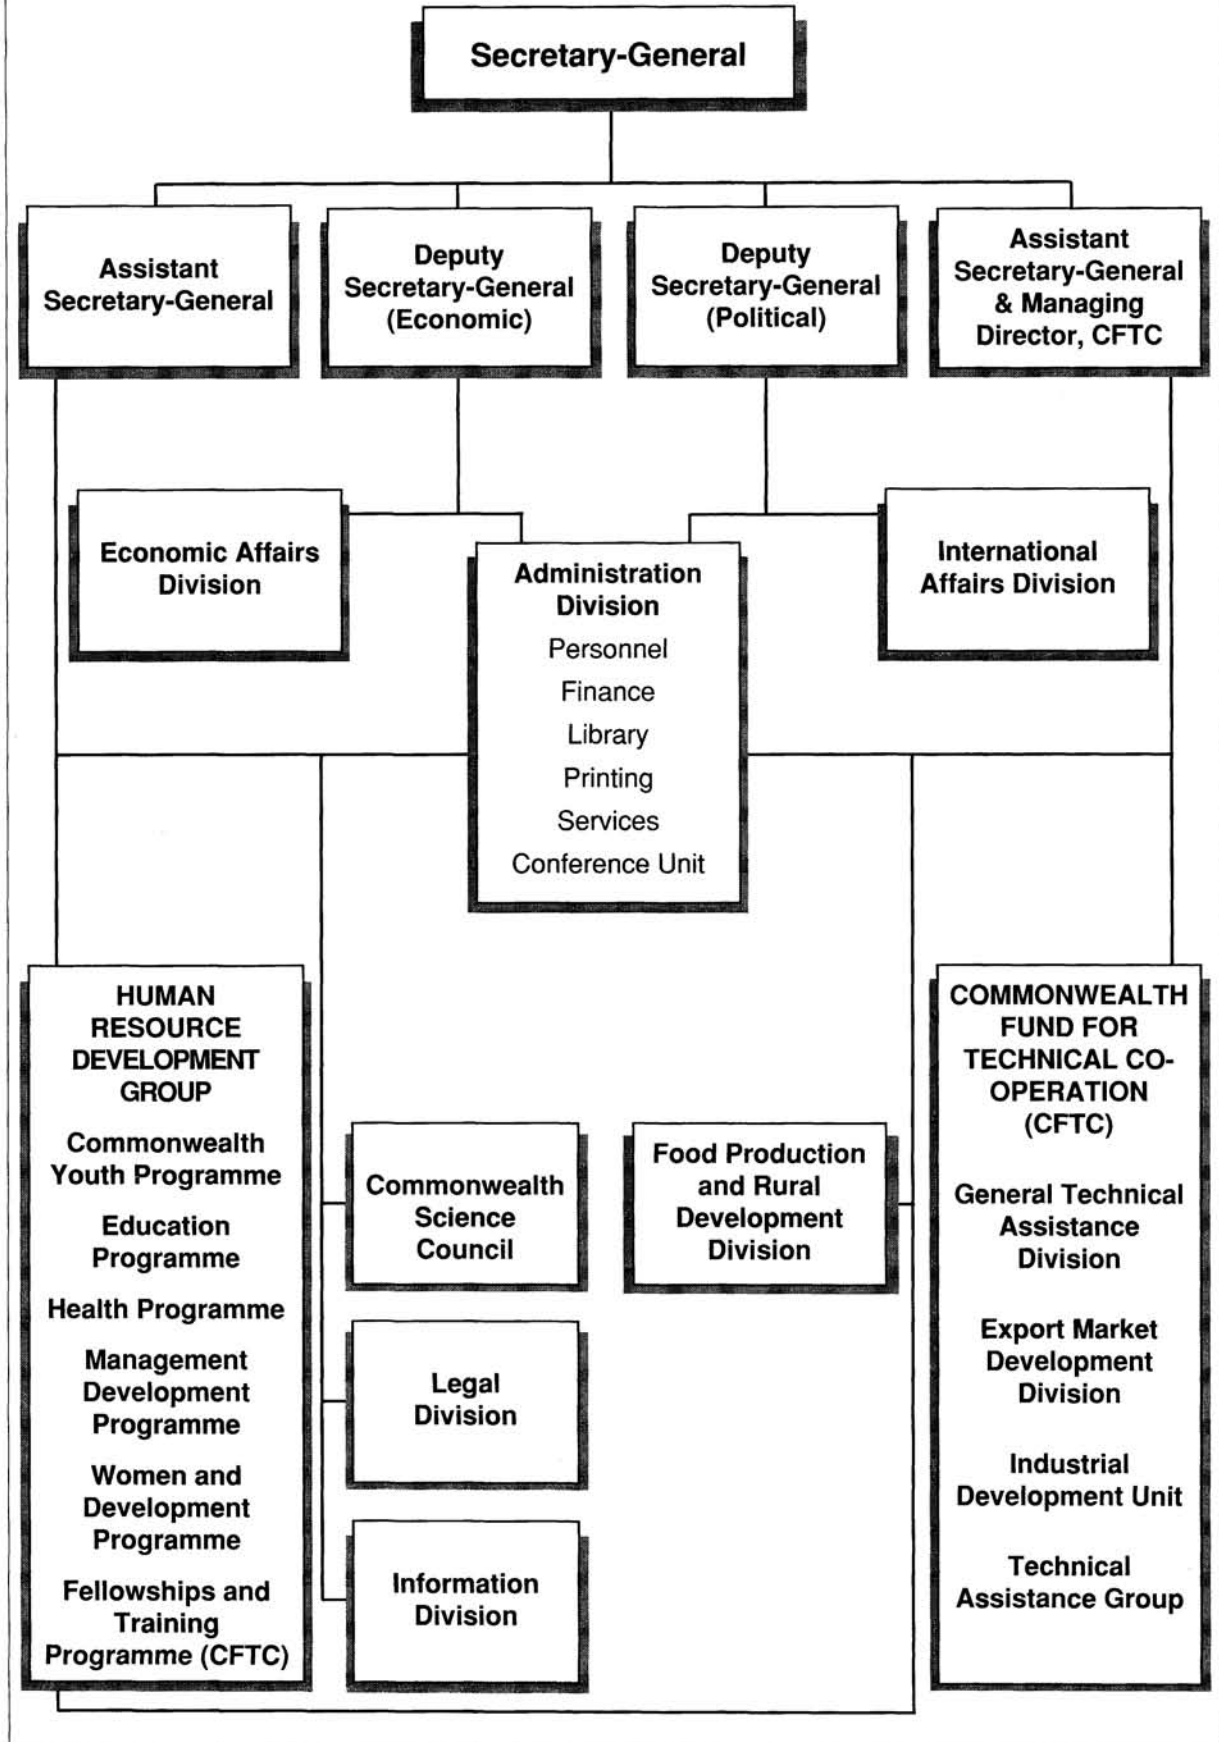 Secretary-General
Assistant
Secretary-General
Deputy
Secretary-General
(Economic)
Deputy
Secretary-General
(Political)
Assistant
Secretary-General
& Managing
Director, CFTC
Economic Affairs
Division
Administration
Division
Personnel
Finance
Library
Printing
Services
Conference Unit
International
Affairs Division
HUMAN
RESOURCE
DEVELOPMENT
GROUP
Commonwealth
Youth Programme
Education
Programme
Health Programme
Management
Development
Programme
Women and
Development
Programme
Fellowships and
Training
Programme (CFTC)
Commonwealth
Science
Council
Legal
Division
Information
Division
Food Production
and Rural
Development
Division
COMMONWEALTH
FUND FOR
TECHNICAL CO-
OPERATION
(CFTC)
General Technical
Assistance
Division
Export Market
Development
Division
Industrial
Development Unit
Technical
Assistance Group